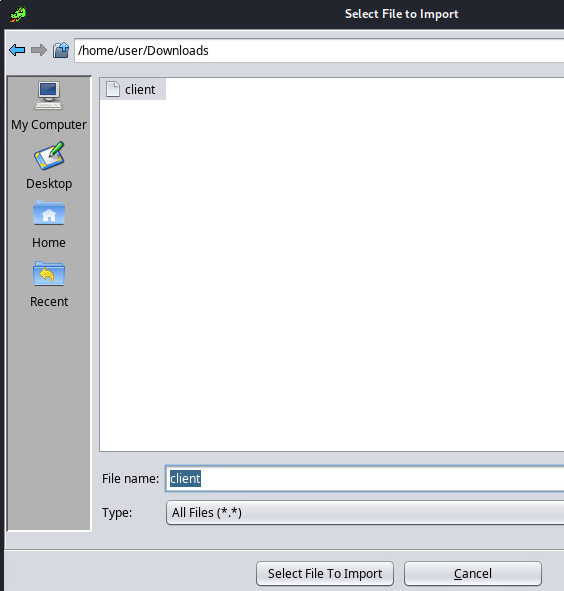 Select File to Import
/home/user/Downloads
client
My Computer
Desktop
Home
Recent
File name: client
Type: All Files (*.*)
Select File To Import
Cancel